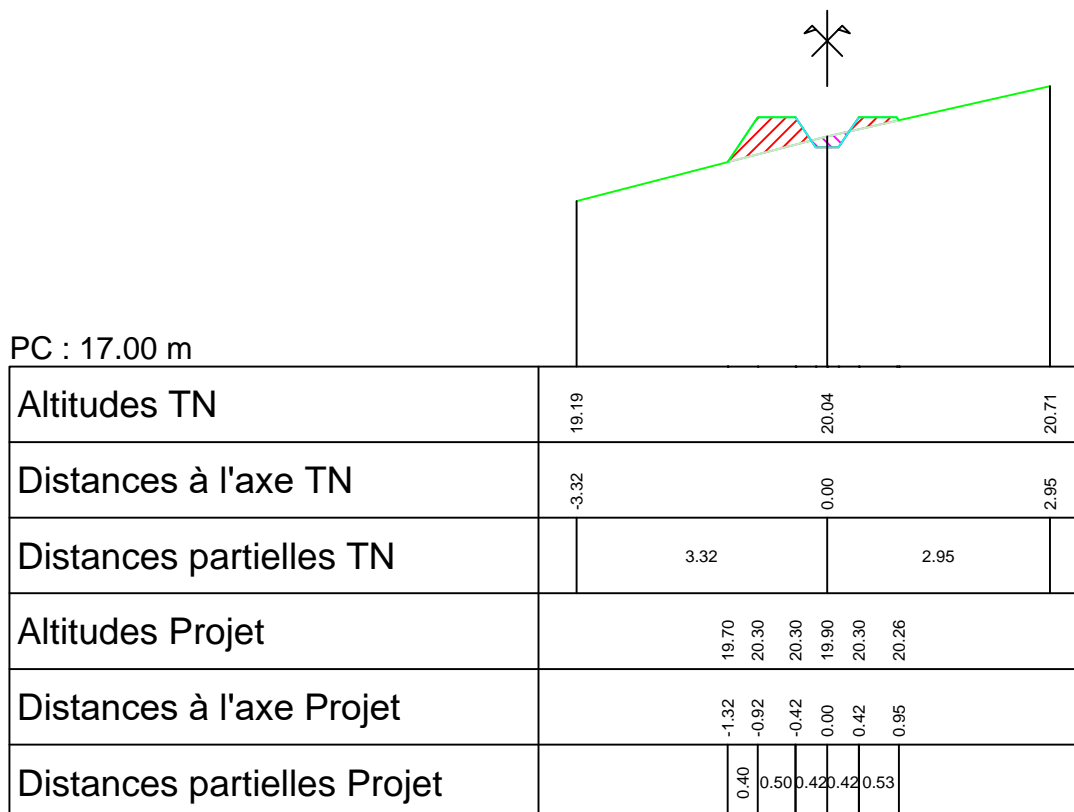 PC : 17.00 m
Altitudes TN 19.19 20.04 20.71
Distances à l'axe TN -3.32 0.00 2.95
Distances partielles TN 3.32 2.95
Altitudes Projet 19.70 20.30 20.30 19.90 20.30 20.26
Distances à l'axe Projet -1.32 -0.92 -0.42 0.00 0.42 0.95
Distances partielles Projet 0.40 0.50 0.42 0.42 0.53